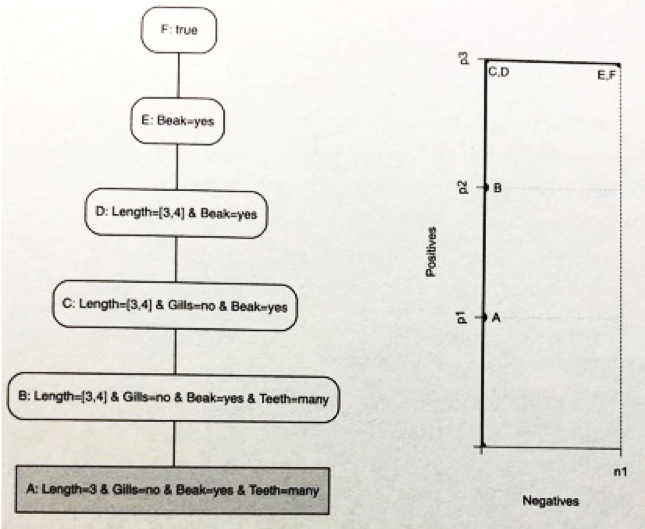 F: true
E: Beak=yes
D: Length=[3,4] & Beak=yes
C: Length=[3,4] & Gills=no & Beak=yes
B: Length=[3,4] & Gills=no & Beak=yes & Teeth=many
A: Length=3 & Gills=no & Beak=yes & Teeth=many
p3
C,D
E,F
p2
B
Positives
p1
A
n1
Negatives